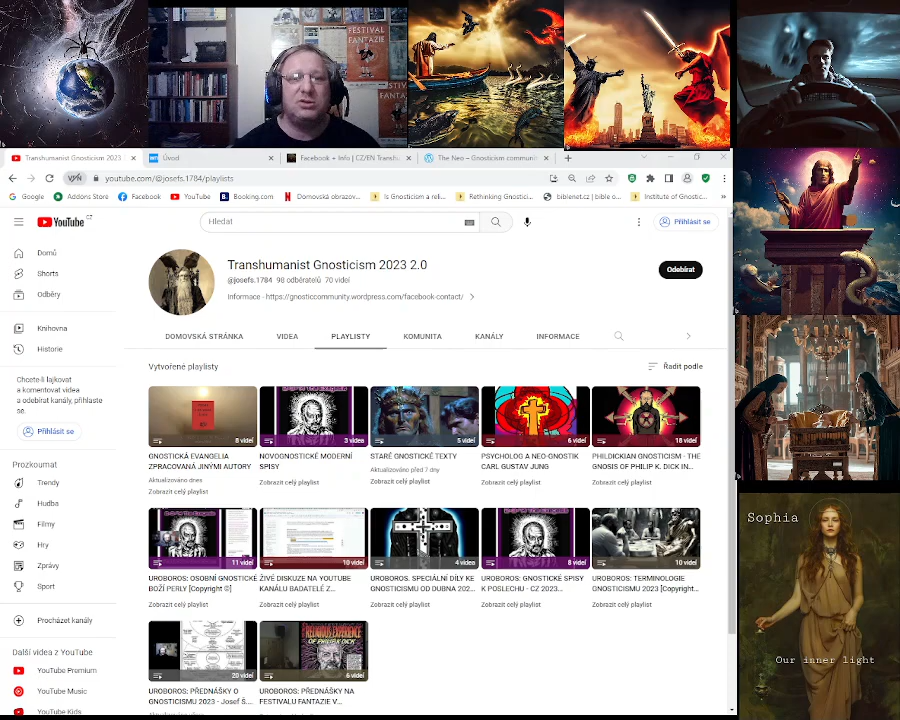 FESTIVAL
FANTAZIE
Transhumanist Gnosticism 2023
Úvod
Facebook + Info | CZ/EN Transhu
The Neo – Gnosticism communit
VPN
youtube.com/@josefs.1784/playlists
Google
Addons Store
Facebook
YouTube
Booking.com
Domovská obrazov...
Is Gnosticism a reli...
Rethinking Gnostici...
biblenet.cz | bible o...
Institute of Gnostic...
YouTube CZ
Hledat
Přihlásit se
Domů
Shorts
Odběry
Knihovna
Historie
Chcete-li lajkovat
a komentovat videa
a odebírat kanály, přihlaste
se.
Přihlásit se
Prozkoumat
Trendy
Hudba
Filmy
Hry
Zprávy
Sport
Procházet kanály
Další videa z YouTube
YouTube Premium
YouTube Music
YouTube Kids
Transhumanist Gnosticism 2023 2.0
@josefs.1784 98 odběratelů 70 videí
Informace - https://gnosticcommunity.wordpress.com/facebook-contact/
Odebírat
DOMOVSKÁ STRÁNKA
VIDEA
PLAYLISTY
KOMUNITA
KANÁLY
INFORMACE
Vytvořené playlisty
Řadit podle
8 videí
3 videa
5 videí
6 videí
18 videí
GNOSTICKÁ EVANGELIA
ZPRACOVANÁ JINÝMI AUTORY
Aktualizováno dnes
Zobrazit celý playlist
NOVOGNOSTICKÉ MODERNÍ
SPISY
Zobrazit celý playlist
STARÉ GNOSTICKÉ TEXTY
Aktualizováno před 7 dny
Zobrazit celý playlist
PSYCHOLOG A NEO-GNOSTIK
CARL GUSTAV JUNG
Zobrazit celý playlist
PHILDICKIAN GNOSTICISM - THE
GNOSIS OF PHILIP K. DICK IN...
Zobrazit celý playlist
11 videí
10 videí
4 videa
8 videí
10 videí
UROBOROS: OSOBNÍ GNOSTICKÉ
BOŽÍ PERLY [Copyright ©]
Zobrazit celý playlist
ŽIVÉ DISKUZE NA YOUTUBE
KANÁLU BADATELÉ Z...
Zobrazit celý playlist
UROBOROS. SPECIÁLNÍ DÍLY KE
GNOSTICISMU OD DUBNA 202...
Zobrazit celý playlist
UROBOROS: GNOSTICKÉ SPISY
K POSLECHU - CZ 2023...
Zobrazit celý playlist
UROBOROS: TERMINOLOGIE
GNOSTICISMU 2023 [Copyright...
Zobrazit celý playlist
20 videí
RELIGIOUS EXPERIENCE
OF PHILIP K. DICK
6 videí
UROBOROS: PŘEDNÁŠKY O
GNOSTICISMU 2023 - Josef S....
UROBOROS: PŘEDNÁŠKY NA
FESTIVALU FANTAZIE V...
Zobrazit celý playlist
Sophia
Our inner light